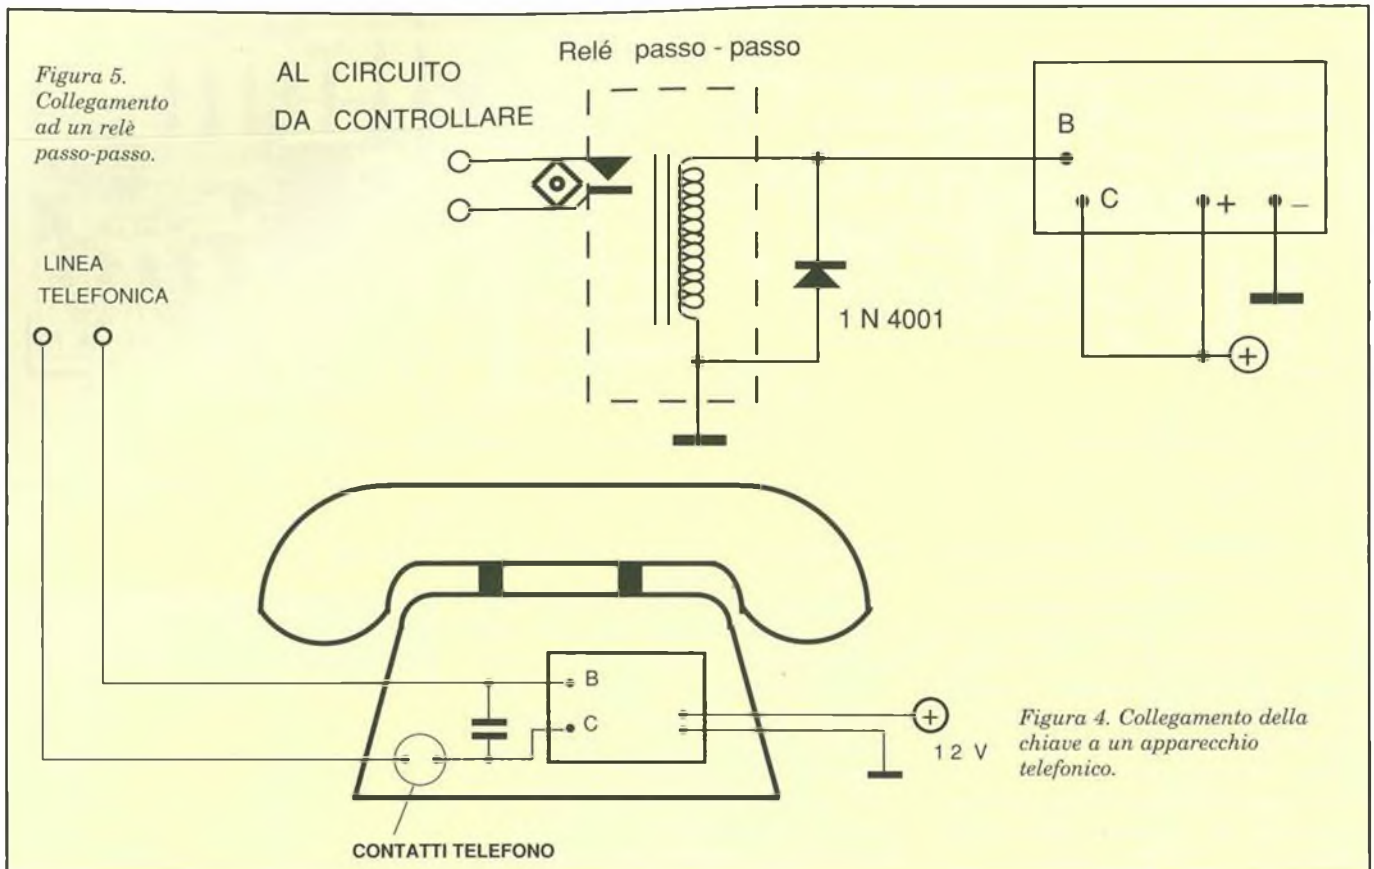 Figura 5.
Collegamento
ad un relè
passo-passo.
AL CIRCUITO
DA CONTROLLARE
Relé passo - passo
B
C
+
−
1 N 4001
+
LINEA
TELEFONICA
B
C
+
12 V
CONTATTI TELEFONO
Figura 4. Collegamento della
chiave a un apparecchio
telefonico.